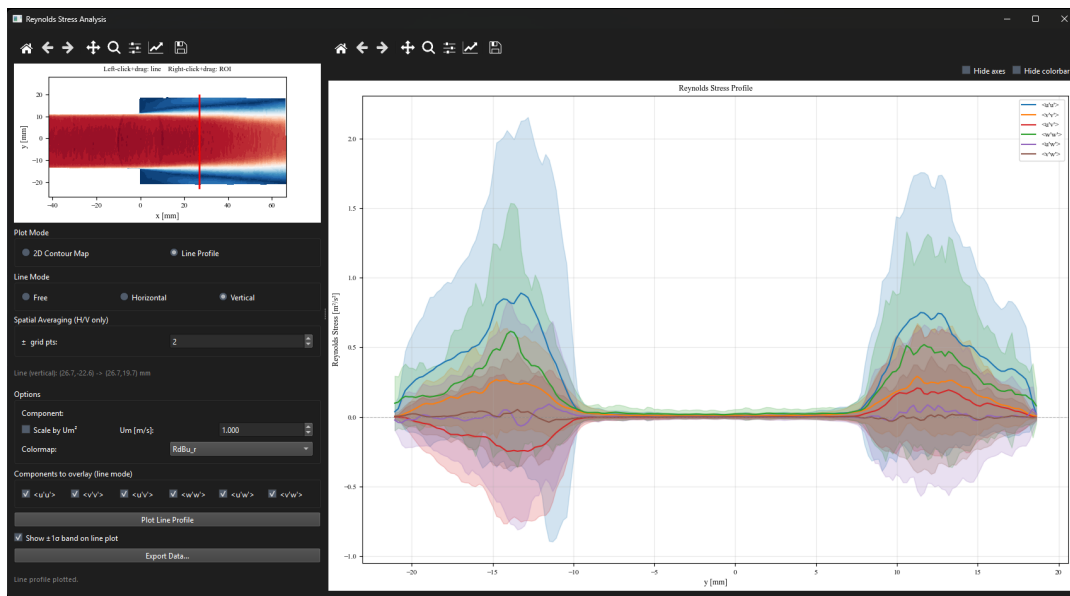 Reynolds Stress Analysis
Left-click+drag: line Right-click+drag: ROI
20
10
0
−10
−20
y [mm]
−40 −20 0 20 40 60
x [mm]
Plot Mode
2D Contour Map Line Profile
Line Mode
Free Horizontal Vertical
Spatial Averaging (H/V only)
± grid pts: 2
Line (vertical): (26.7,-22.6) -> (26.7,19.7) mm
Options
Component:
Scale by Um² Um [m/s]: 1.000
Colormap: RdBu_r
Components to overlay (line mode)
<u'u'> <v'v'> <u'v'> <w'w'> <u'w'> <v'w'>
Plot Line Profile
Show ±1σ band on line plot
Export Data...
Line profile plotted.
Hide axes Hide colorbar
Reynolds Stress Profile
<u'u'>
<v'v'>
<u'v'>
<w'w'>
<u'w'>
<v'w'>
2.0
1.5
1.0
0.5
0.0
−0.5
−1.0
Reynolds Stress [m²/s²]
−20 −15 −10 −5 0 5 10 15 20
y [mm]